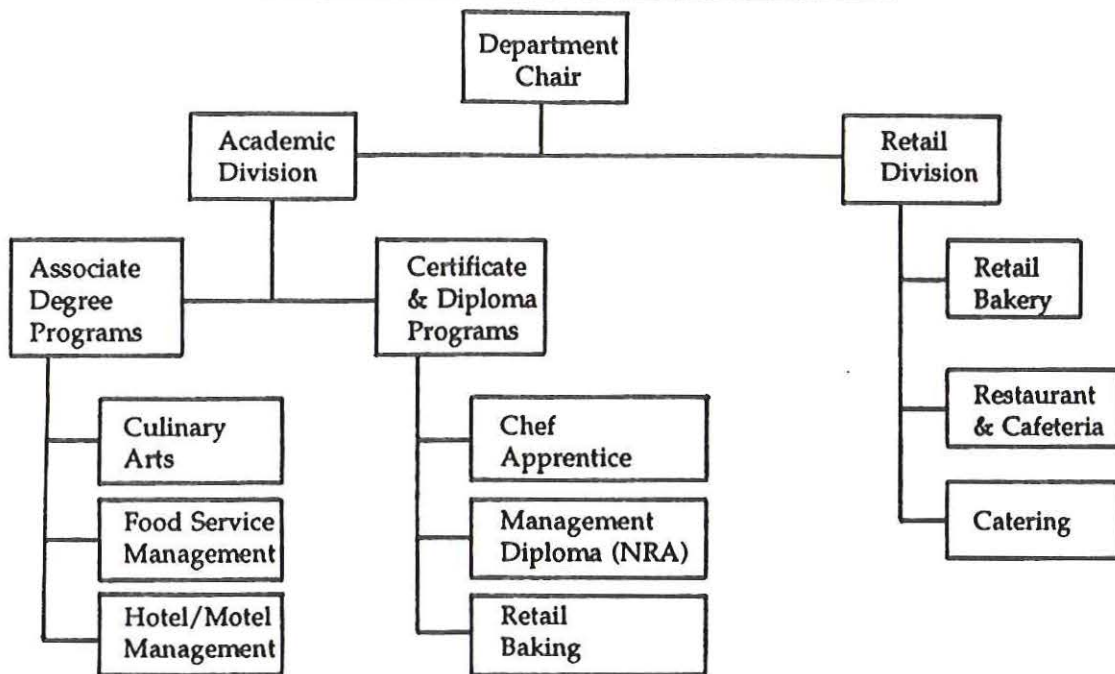 Department
Chair
Academic
Division
Retail
Division
Associate
Degree
Programs
Certificate
& Diploma
Programs
Retail
Bakery
Culinary
Arts
Chef
Apprentice
Restaurant
& Cafeteria
Food Service
Management
Management
Diploma (NRA)
Catering
Hotel/Motel
Management
Retail
Baking